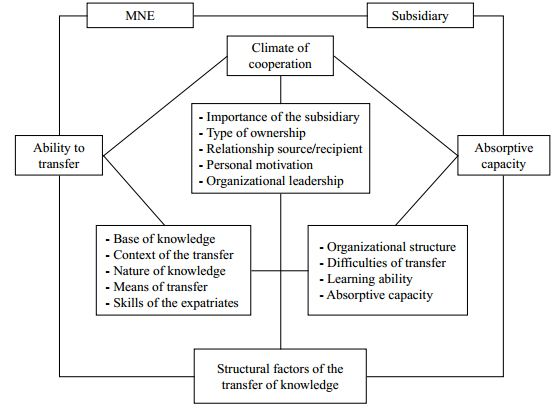 MNE
Subsidiary
Climate of
cooperation
- Importance of the subsidiary
- Type of ownership
- Relationship source/recipient
- Personal motivation
- Organizational leadership
Ability to
transfer
Absorptive
capacity
- Base of knowledge
- Context of the transfer
- Nature of knowledge
- Means of transfer
- Skills of the expatriates
- Organizational structure
- Difficulties of transfer
- Learning ability
- Absorptive capacity
Structural factors of the
transfer of knowledge